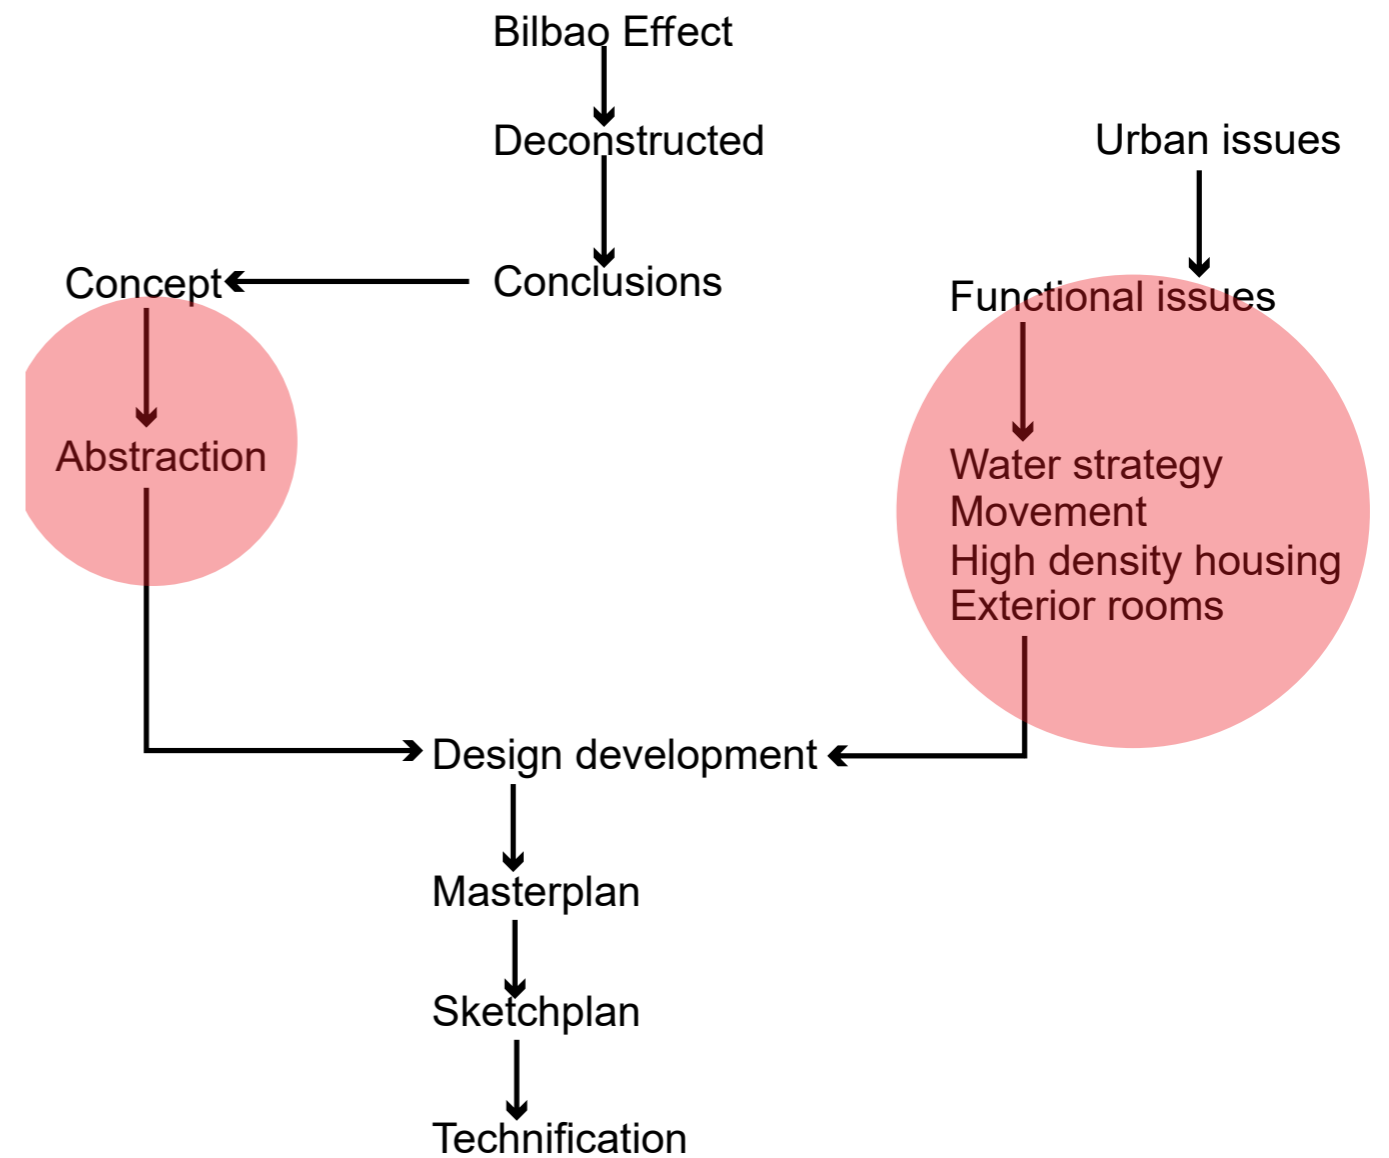 Bilbao Effect
Deconstructed
Urban issues
Concept
Conclusions
Functional issues
Abstraction
Water strategy
Movement
High density housing
Exterior rooms
Design development
Masterplan
Sketchplan
Technification